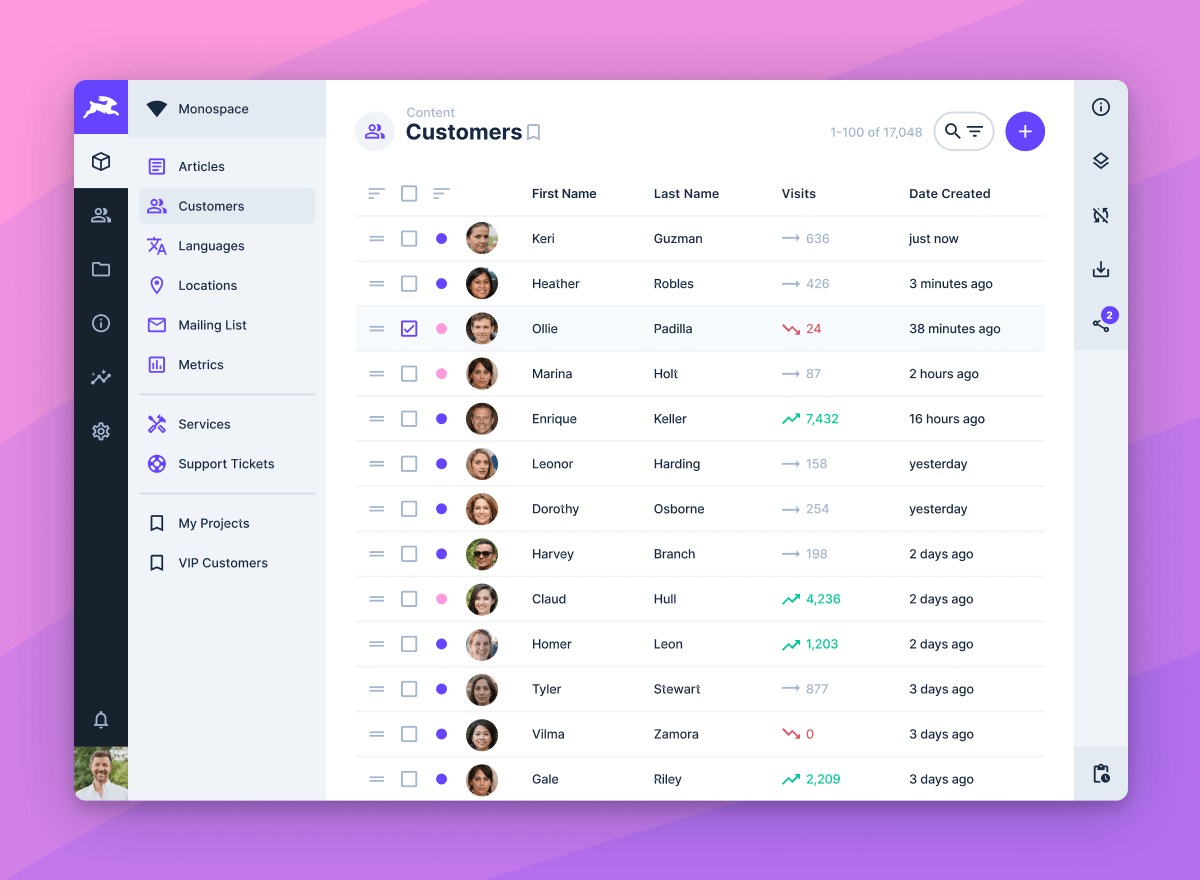 Monospace
Articles
Customers
Languages
Locations
Mailing List
Metrics
Services
Support Tickets
My Projects
VIP Customers
Content
Customers
1-100 of 17,048
First Name Last Name Visits Date Created
Keri Guzman 636 just now
Heather Robles 426 3 minutes ago
Ollie Padilla 24 38 minutes ago
Marina Holt 87 2 hours ago
Enrique Keller 7,432 16 hours ago
Leonor Harding 158 yesterday
Dorothy Osborne 254 yesterday
Harvey Branch 198 2 days ago
Claud Hull 4,236 2 days ago
Homer Leon 1,203 2 days ago
Tyler Stewart 877 3 days ago
Vilma Zamora 0 3 days ago
Gale Riley 2,209 3 days ago
2